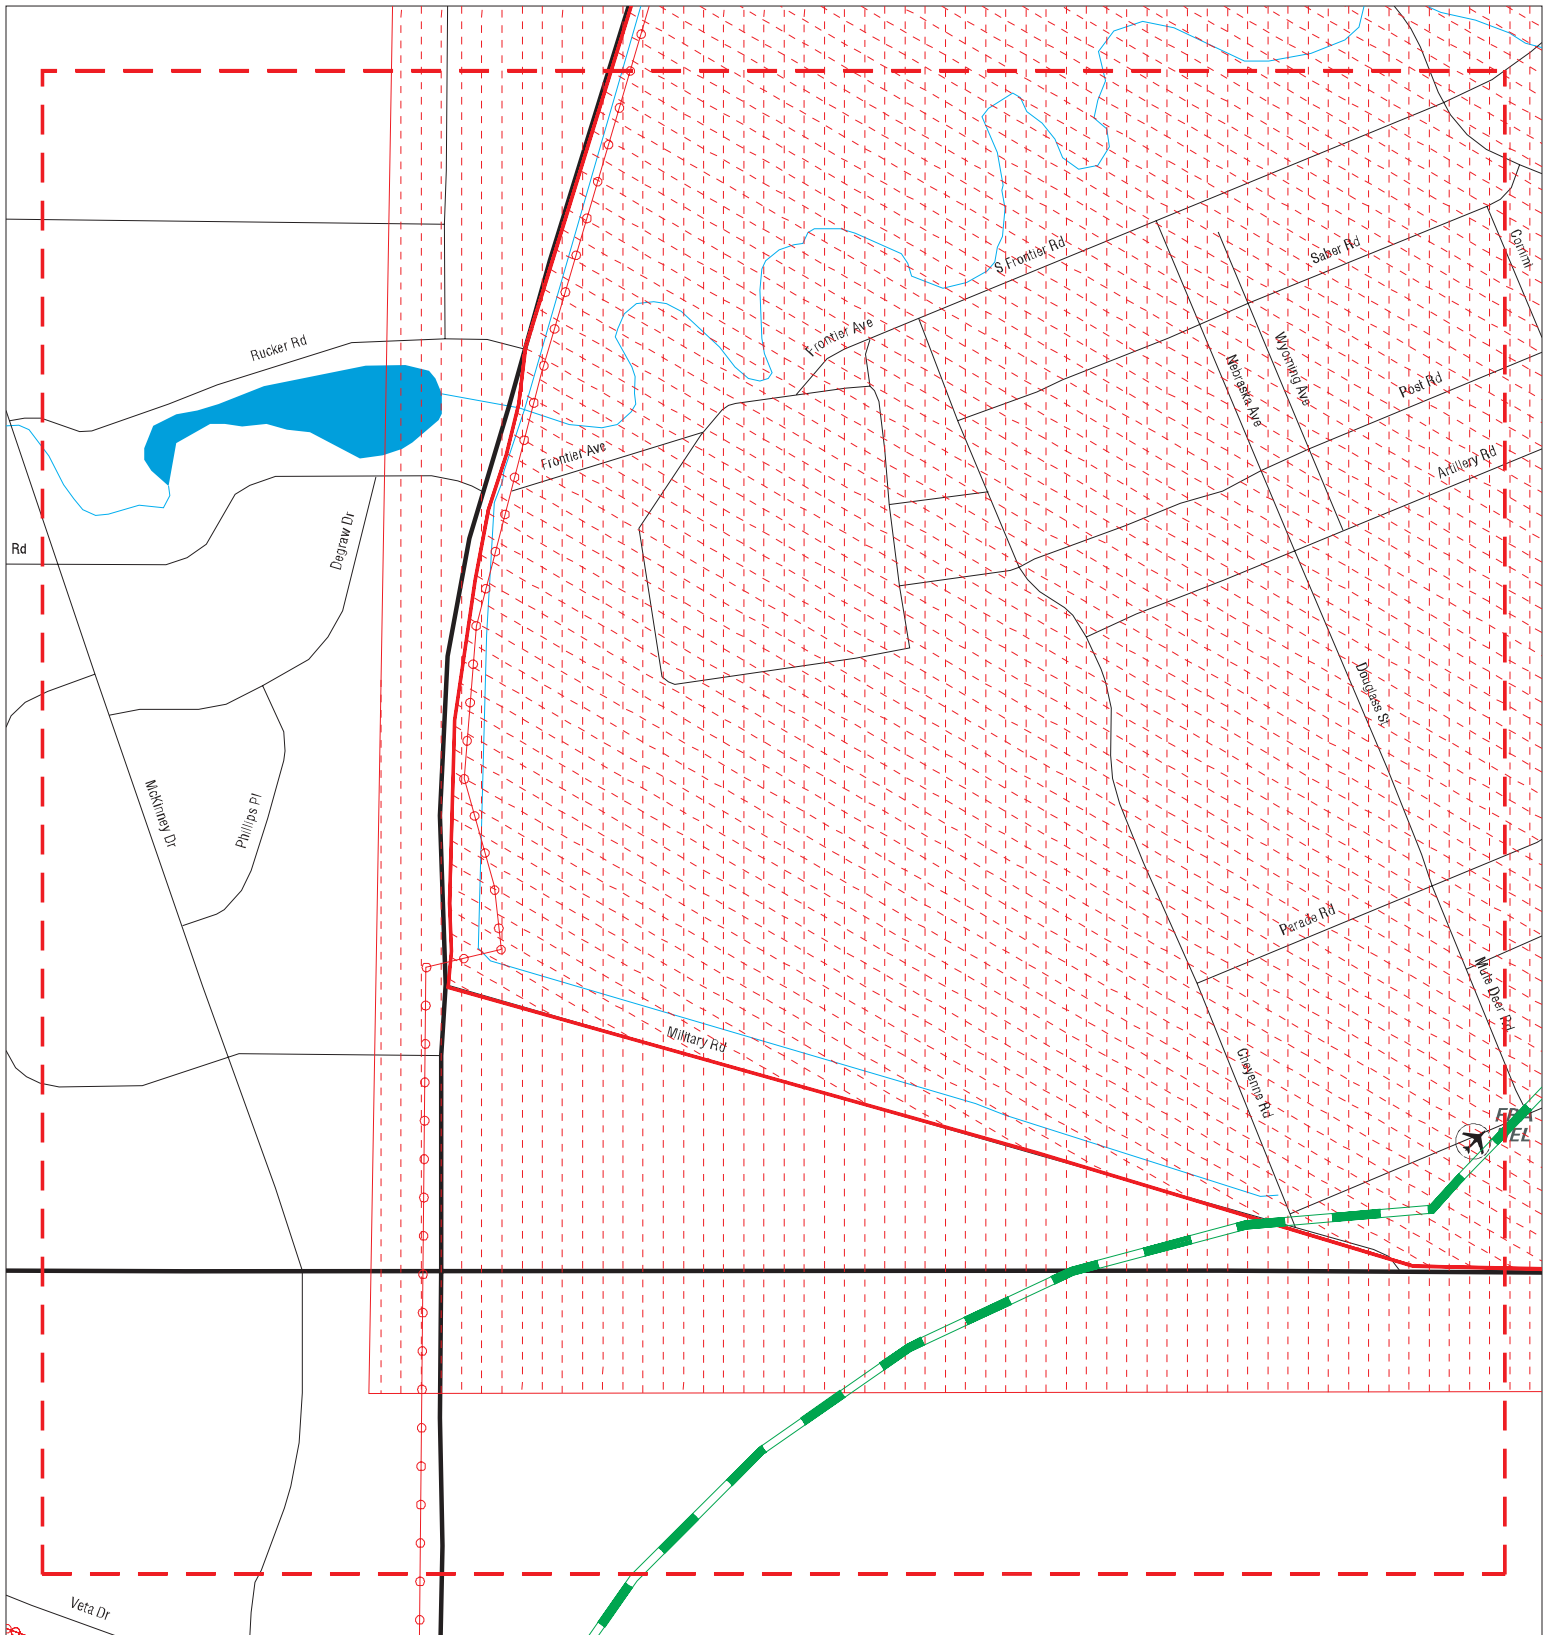 S Frontier Rd
Saber Rd
Commi
Frontier Ave
Rucker Rd
Nebraska Ave
Wyoming Ave
Post Rd
Frontier Ave
Artillery Rd
Rd
Degraw Dr
Douglass St
McKinney Dr
Phillips Pl
Parade Rd
Mule Deer Rd
Military Rd
Cheyenne Rd
Veta Dr